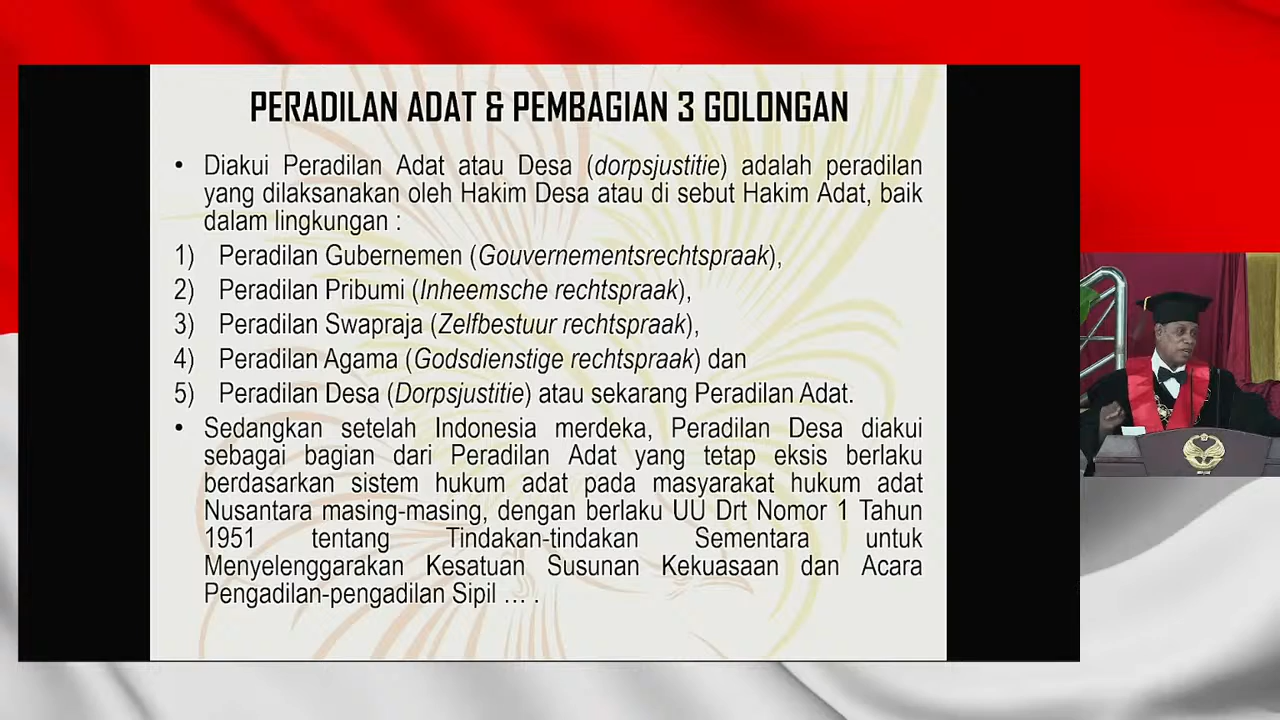 PERADILAN ADAT & PEMBAGIAN 3 GOLONGAN
• Diakui Peradilan Adat atau Desa (dorpsjustitie) adalah peradilan
yang dilaksanakan oleh Hakim Desa atau di sebut Hakim Adat, baik
dalam lingkungan :
1) Peradilan Gubernemen (Gouvernementsrechtspraak),
2) Peradilan Pribumi (Inheemsche rechtspraak),
3) Peradilan Swapraja (Zelfbestuur rechtspraak),
4) Peradilan Agama (Godsdienstige rechtspraak) dan
5) Peradilan Desa (Dorpsjustitie) atau sekarang Peradilan Adat.
• Sedangkan setelah Indonesia merdeka, Peradilan Desa diakui
sebagai bagian dari Peradilan Adat yang tetap eksis berlaku
berdasarkan sistem hukum adat pada masyarakat hukum adat
Nusantara masing-masing, dengan berlaku UU Drt Nomor 1 Tahun
1951 tentang Tindakan-tindakan Sementara untuk
Menyelenggarakan Kesatuan Susunan Kekuasaan dan Acara
Pengadilan-pengadilan Sipil ... .